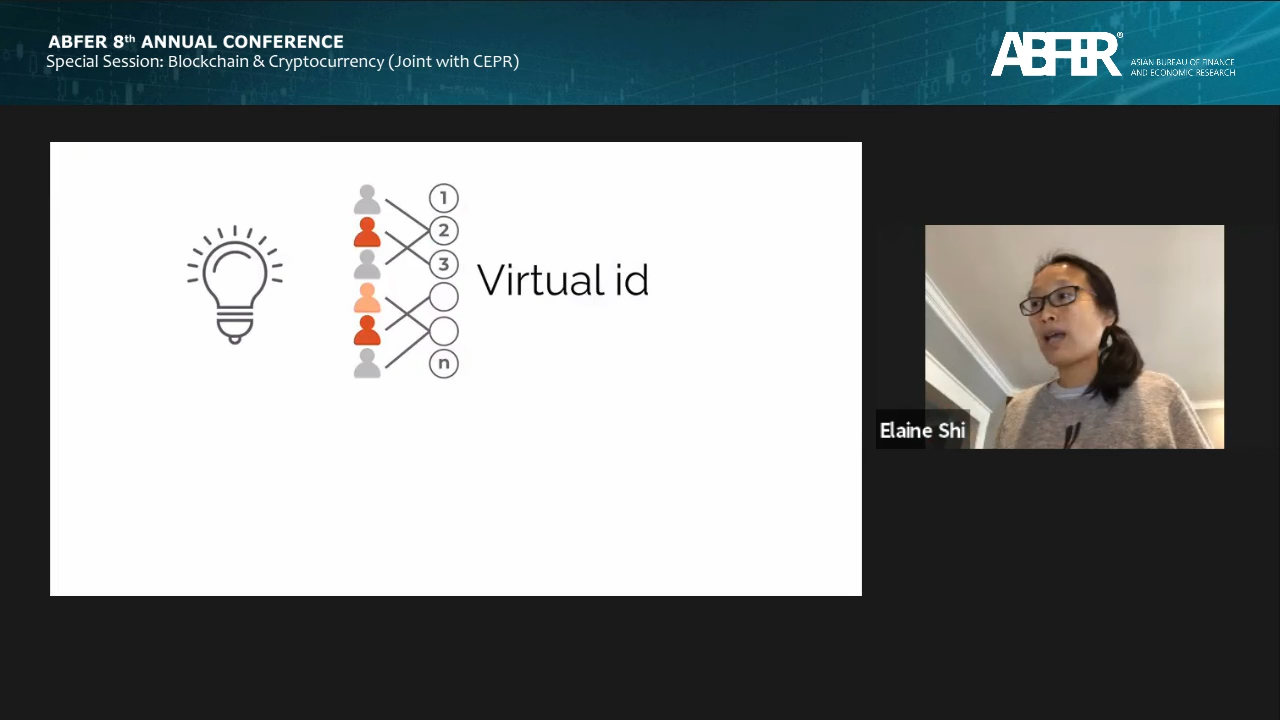 ABFER 8th ANNUAL CONFERENCE
Special Session: Blockchain & Cryptocurrency (Joint with CEPR)
ABFER®
ASIAN BUREAU OF FINANCE
AND ECONOMIC RESEARCH
1
2
3
n
Virtual id
Elaine Shi